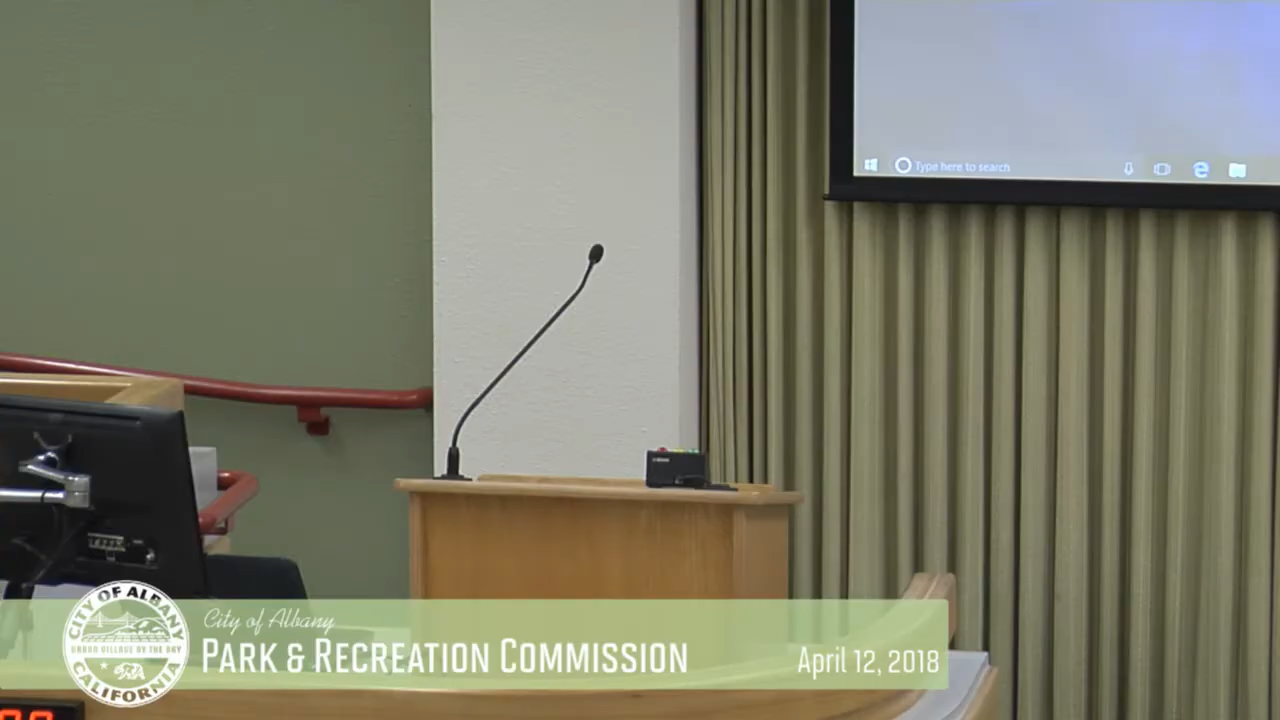 Type here to search
CITY OF ALBANY
URBAN VILLAGE BY THE BAY
CALIFORNIA
City of Albany
PARK & RECREATION COMMISSION
April 12, 2018